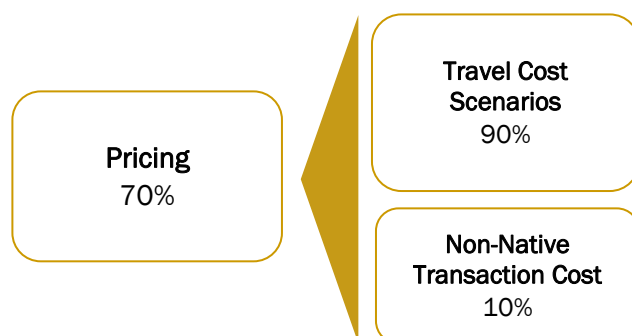 Pricing
70%
Travel Cost
Scenarios
90%
Non-Native
Transaction Cost
10%